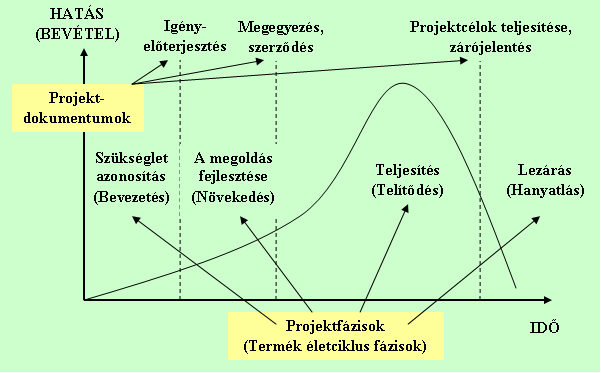 HATÁS
(BEVÉTEL)
Igény-
előterjesztés
Megegyezés,
szerződés
Projektcélok teljesítése,
zárójelentés
Projekt-
dokumentumok
Szükséglet
azonosítás
(Bevezetés)
A megoldás
fejlesztése
(Növekedés)
Teljesítés
(Telítődés)
Lezárás
(Hanyatlás)
Projektfázisok
(Termék életciklus fázisok)
IDŐ